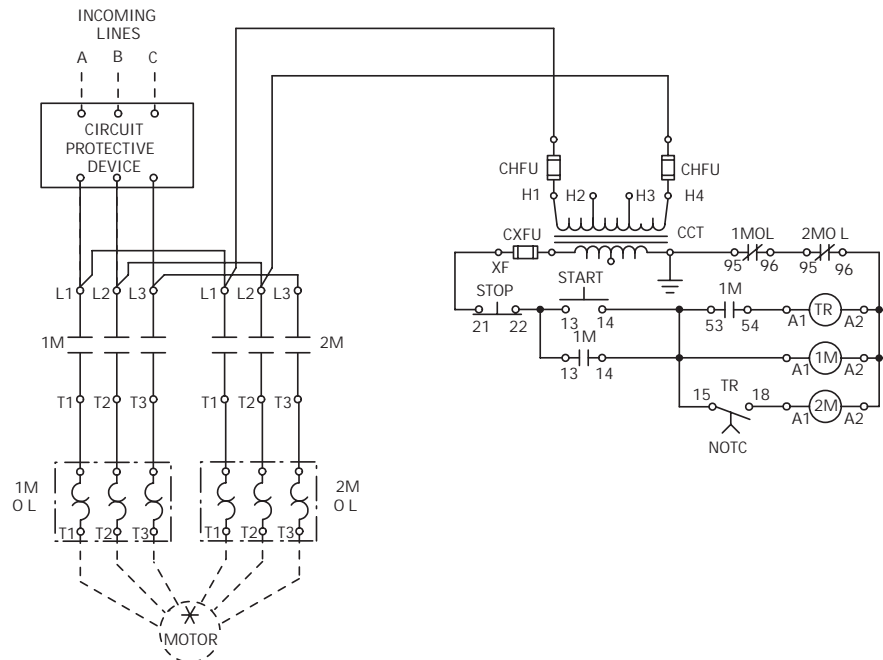 INCOMING
LINES
A B C
CIRCUIT
PROTECTIVE
DEVICE
L1 L2 L3 L1 L2 L3
1M 2M
T1 T2 T3 T1 T2 T3
1M
O L
2M
O L
T1 T2 T3 T1 T2 T3
MOTOR
CHFU CHFU
H1 H2 H3 H4
CXFU CCT
XF
1MOL 2MO L
95 96 95 96
STOP START 1M
21 22 13 14 53 54 A1 TR A2
1M
13 14 A1 1M A2
TR
15 18 A1 2M A2
NOTC